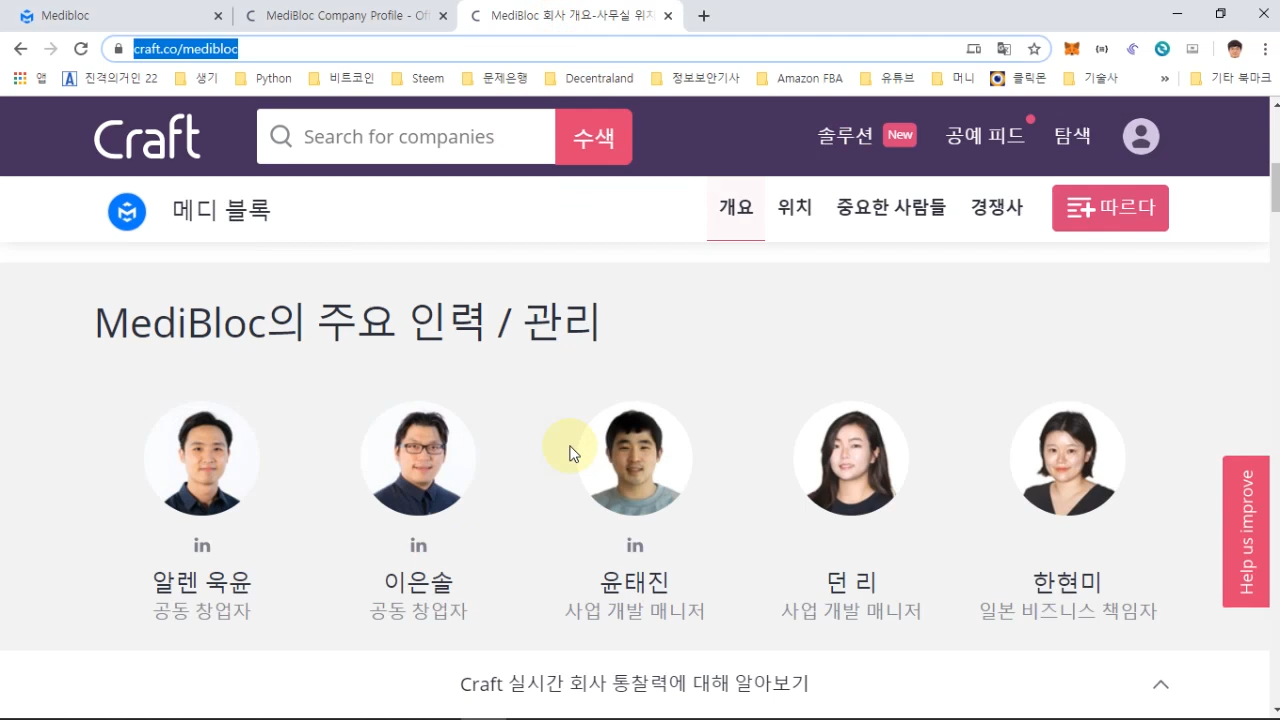 Medibloc
MediBloc Company Profile - Offi
MediBloc 회사 개요-사무실 위치
craft.co/medibloc
앱
진격의거인 22
생기
Python
비트코인
Steem
문제은행
Decentraland
정보보안기사
Amazon FBA
유튜브
머니
클릭몬
기술사
»
기타 북마크
Craft
Search for companies
수색
솔루션
New
공예 피드
탐색
메디 블록
개요
위치
중요한 사람들
경쟁사
따르다
MediBloc의 주요 인력 / 관리
in
in
in
알렌 욱윤
이은솔
윤태진
던 리
한현미
공동 창업자
공동 창업자
사업 개발 매니저
사업 개발 매니저
일본 비즈니스 책임자
Help us improve
Craft 실시간 회사 통찰력에 대해 알아보기